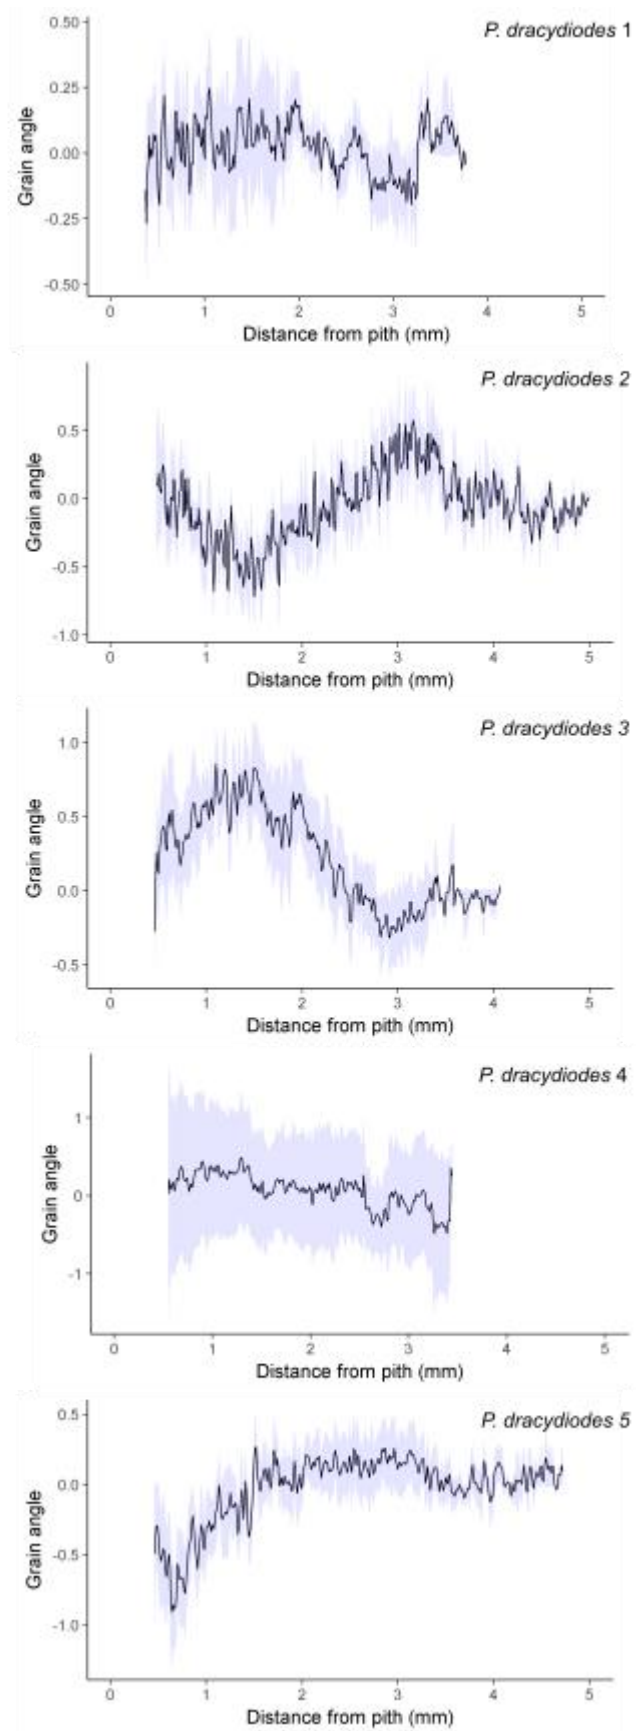 P. dracydiodes 1
0.50
0.25
0.00
-0.25
-0.50
Grain angle
0 1 2 3 4 5
Distance from pith (mm)
P. dracydiodes 2
0.5
0.0
-0.5
-1.0
Grain angle
0 1 2 3 4 5
Distance from pith (mm)
P. dracydiodes 3
1.0
0.5
0.0
-0.5
Grain angle
0 1 2 3 4 5
Distance from pith (mm)
P. dracydiodes 4
1
0
-1
Grain angle
0 1 2 3 4 5
Distance from pith (mm)
P. dracydiodes 5
0.5
0.0
-0.5
-1.0
Grain angle
0 1 2 3 4 5
Distance from pith (mm)